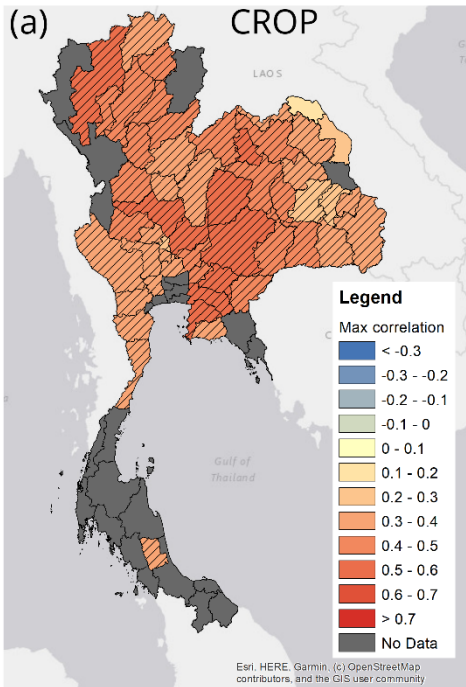 (a)
CROP
LAOS
Gulf of
Thailand
Legend
Max correlation
< -0.3
-0.3 - -0.2
-0.2 - -0.1
-0.1 - 0
0 - 0.1
0.1 - 0.2
0.2 - 0.3
0.3 - 0.4
0.4 - 0.5
0.5 - 0.6
0.6 - 0.7
> 0.7
No Data
Esri. HERE. Garmin. (c) OpenStreetMap
contributors, and the GIS user community